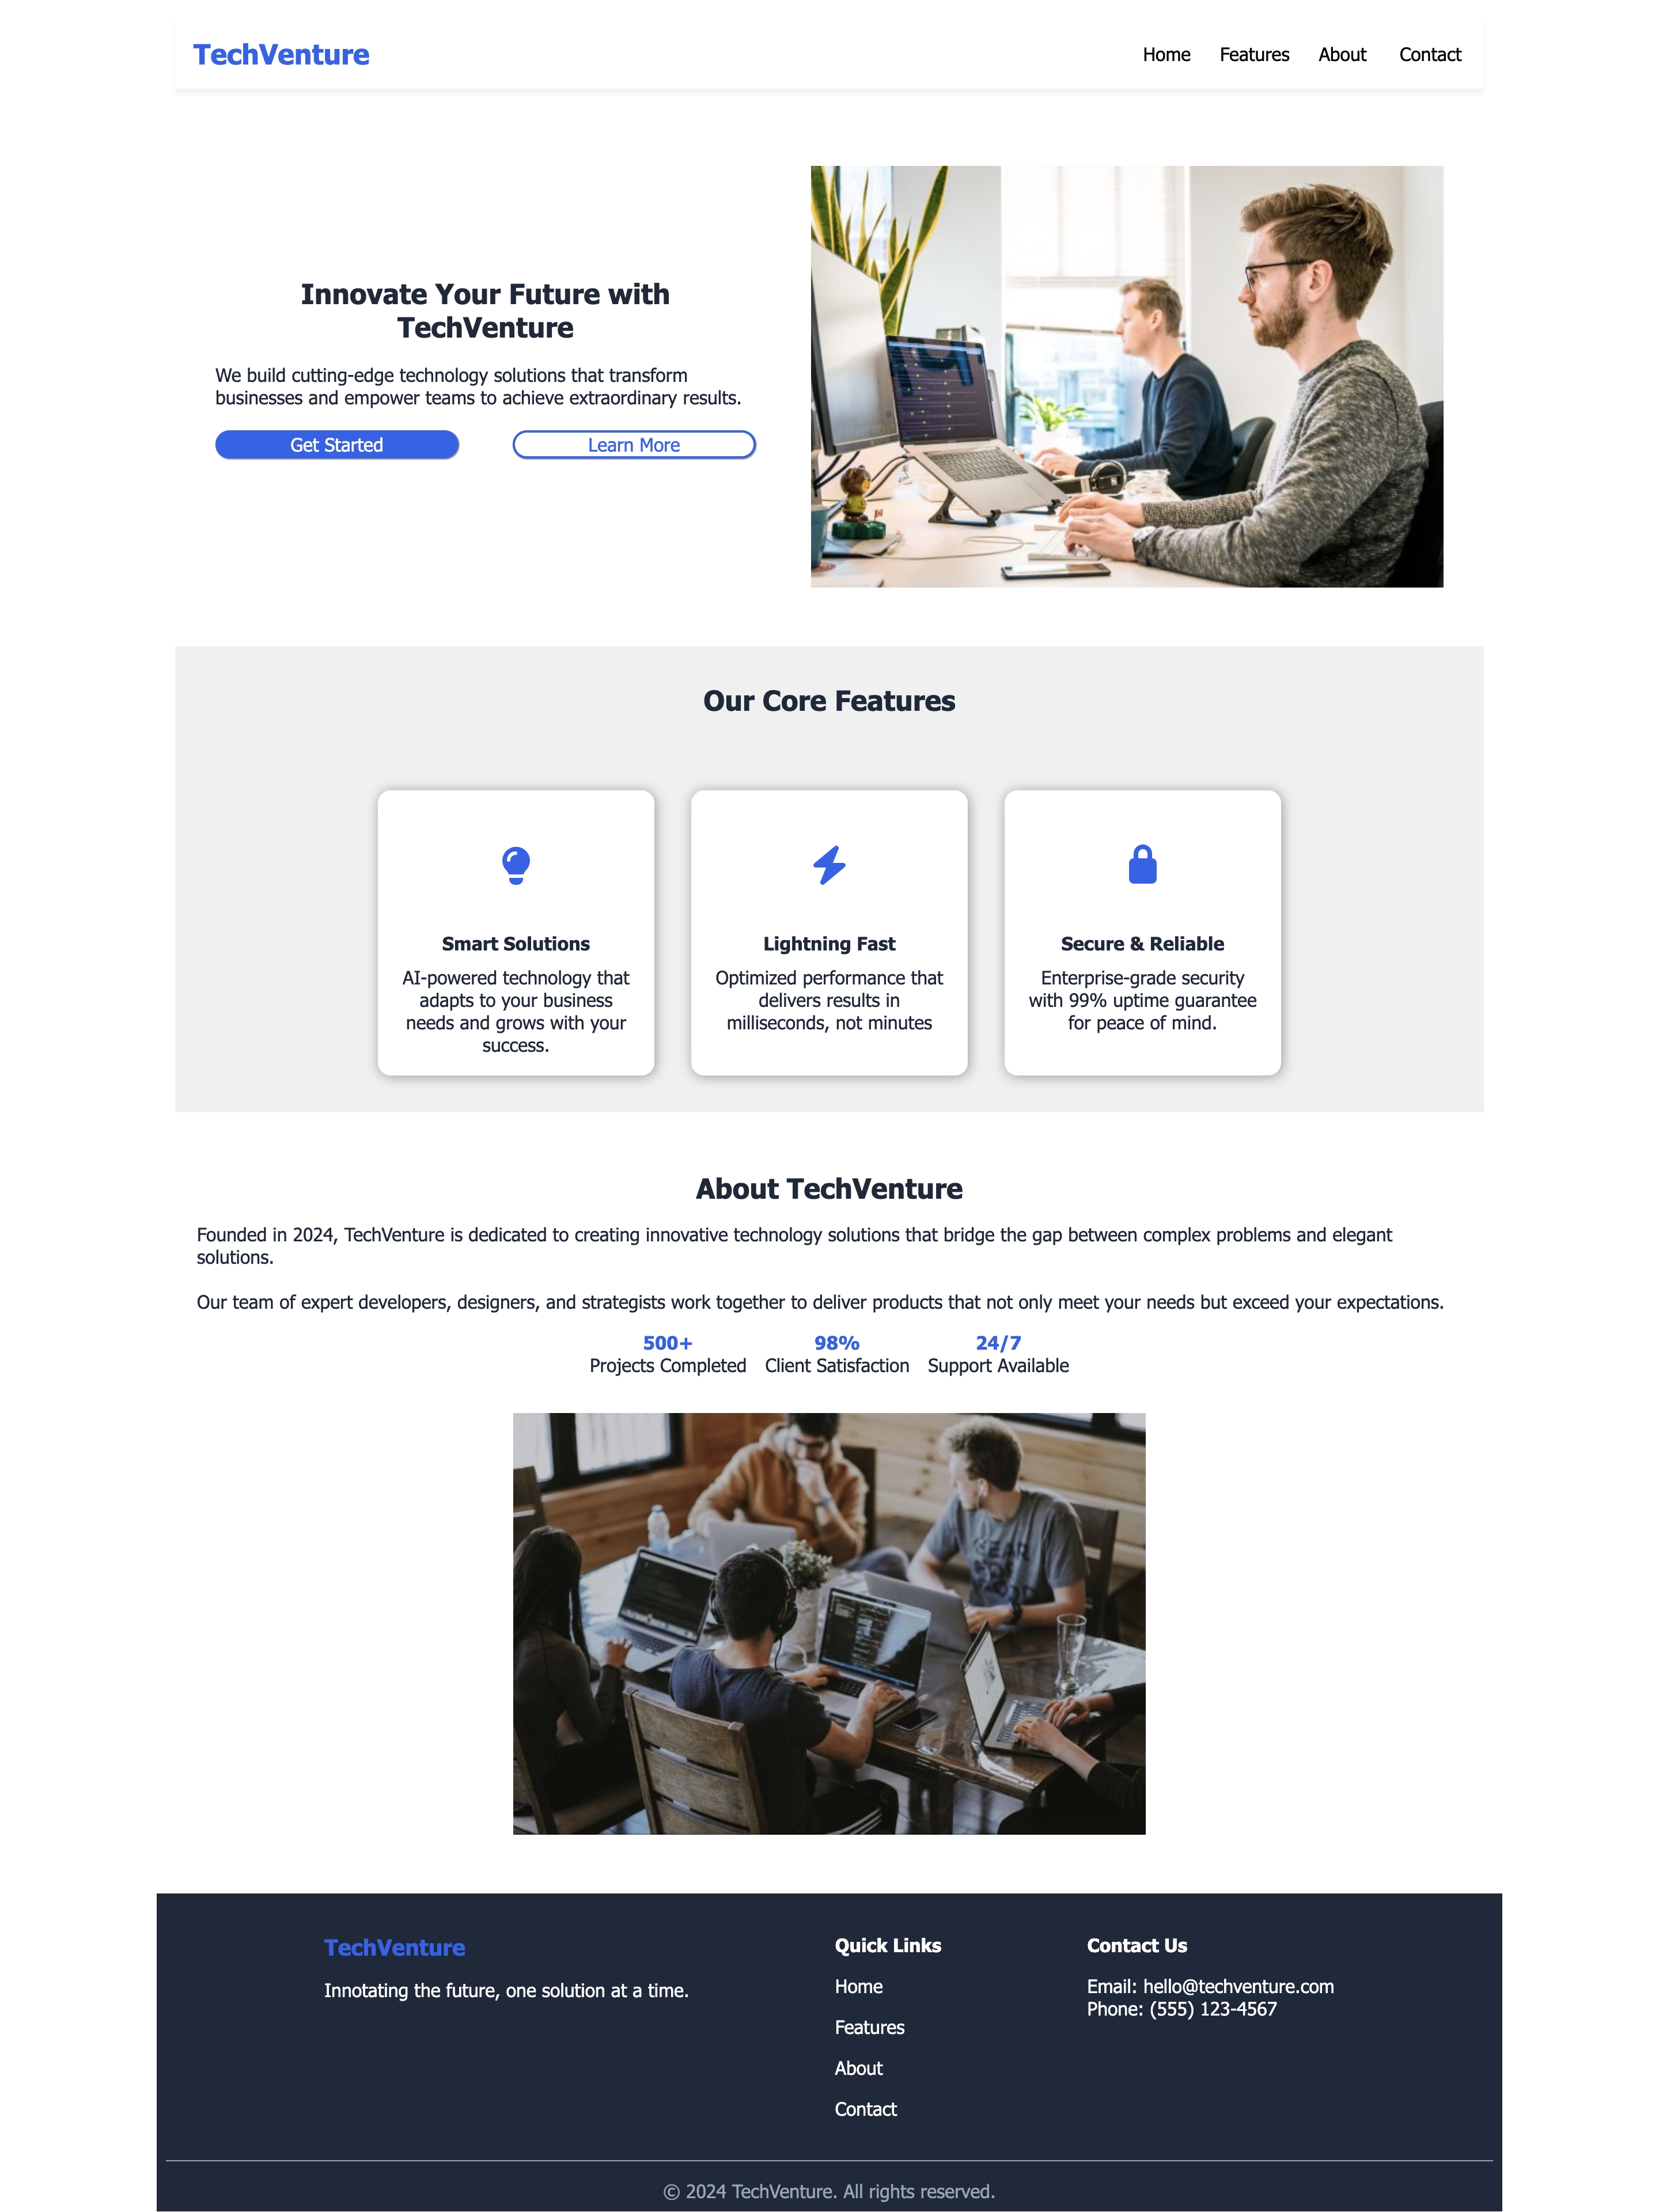 TechVenture
Home Features About Contact
Innovate Your Future with
TechVenture
We build cutting-edge technology solutions that transform
businesses and empower teams to achieve extraordinary results.
Get Started
Learn More
Our Core Features
Smart Solutions
AI-powered technology that
adapts to your business
needs and grows with your
success.
Lightning Fast
Optimized performance that
delivers results in
milliseconds, not minutes
Secure & Reliable
Enterprise-grade security
with 99% uptime guarantee
for peace of mind.
About TechVenture
Founded in 2024, TechVenture is dedicated to creating innovative technology solutions that bridge the gap between complex problems and elegant
solutions.
Our team of expert developers, designers, and strategists work together to deliver products that not only meet your needs but exceed your expectations.
500+
Projects Completed
98%
Client Satisfaction
24/7
Support Available
TechVenture
Innotating the future, one solution at a time.
Quick Links
Home
Features
About
Contact
Contact Us
Email: hello@techventure.com
Phone: (555) 123-4567
© 2024 TechVenture. All rights reserved.